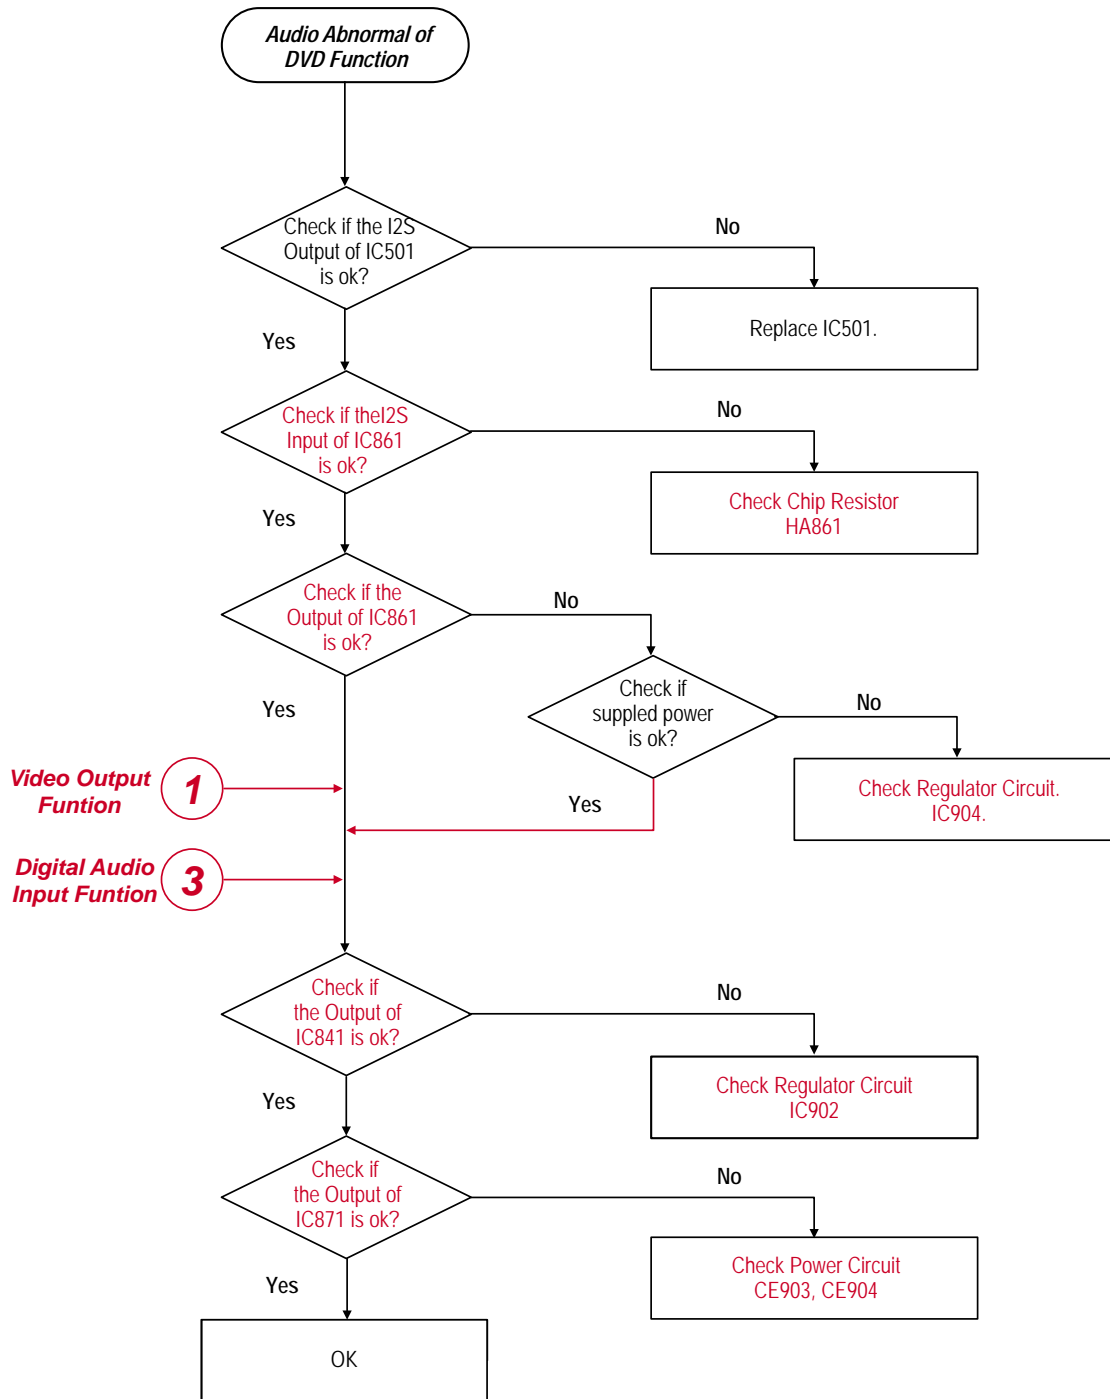 Audio Abnormal of
DVD Function
Check if the I2S
Output of IC501
is ok?
No
Replace IC501.
Yes
Check if theI2S
Input of IC861
is ok?
No
Check Chip Resistor
HA861
Yes
Check if the
Output of IC861
is ok?
No
Check if
suppled power
is ok?
No
Check Regulator Circuit.
IC904.
Yes
Yes
Video Output
Funtion
1
Digital Audio
Input Funtion
3
Check if
the Output of
IC841 is ok?
No
Check Regulator Circuit
IC902
Yes
Check if
the Output of
IC871 is ok?
No
Check Power Circuit
CE903, CE904
Yes
OK